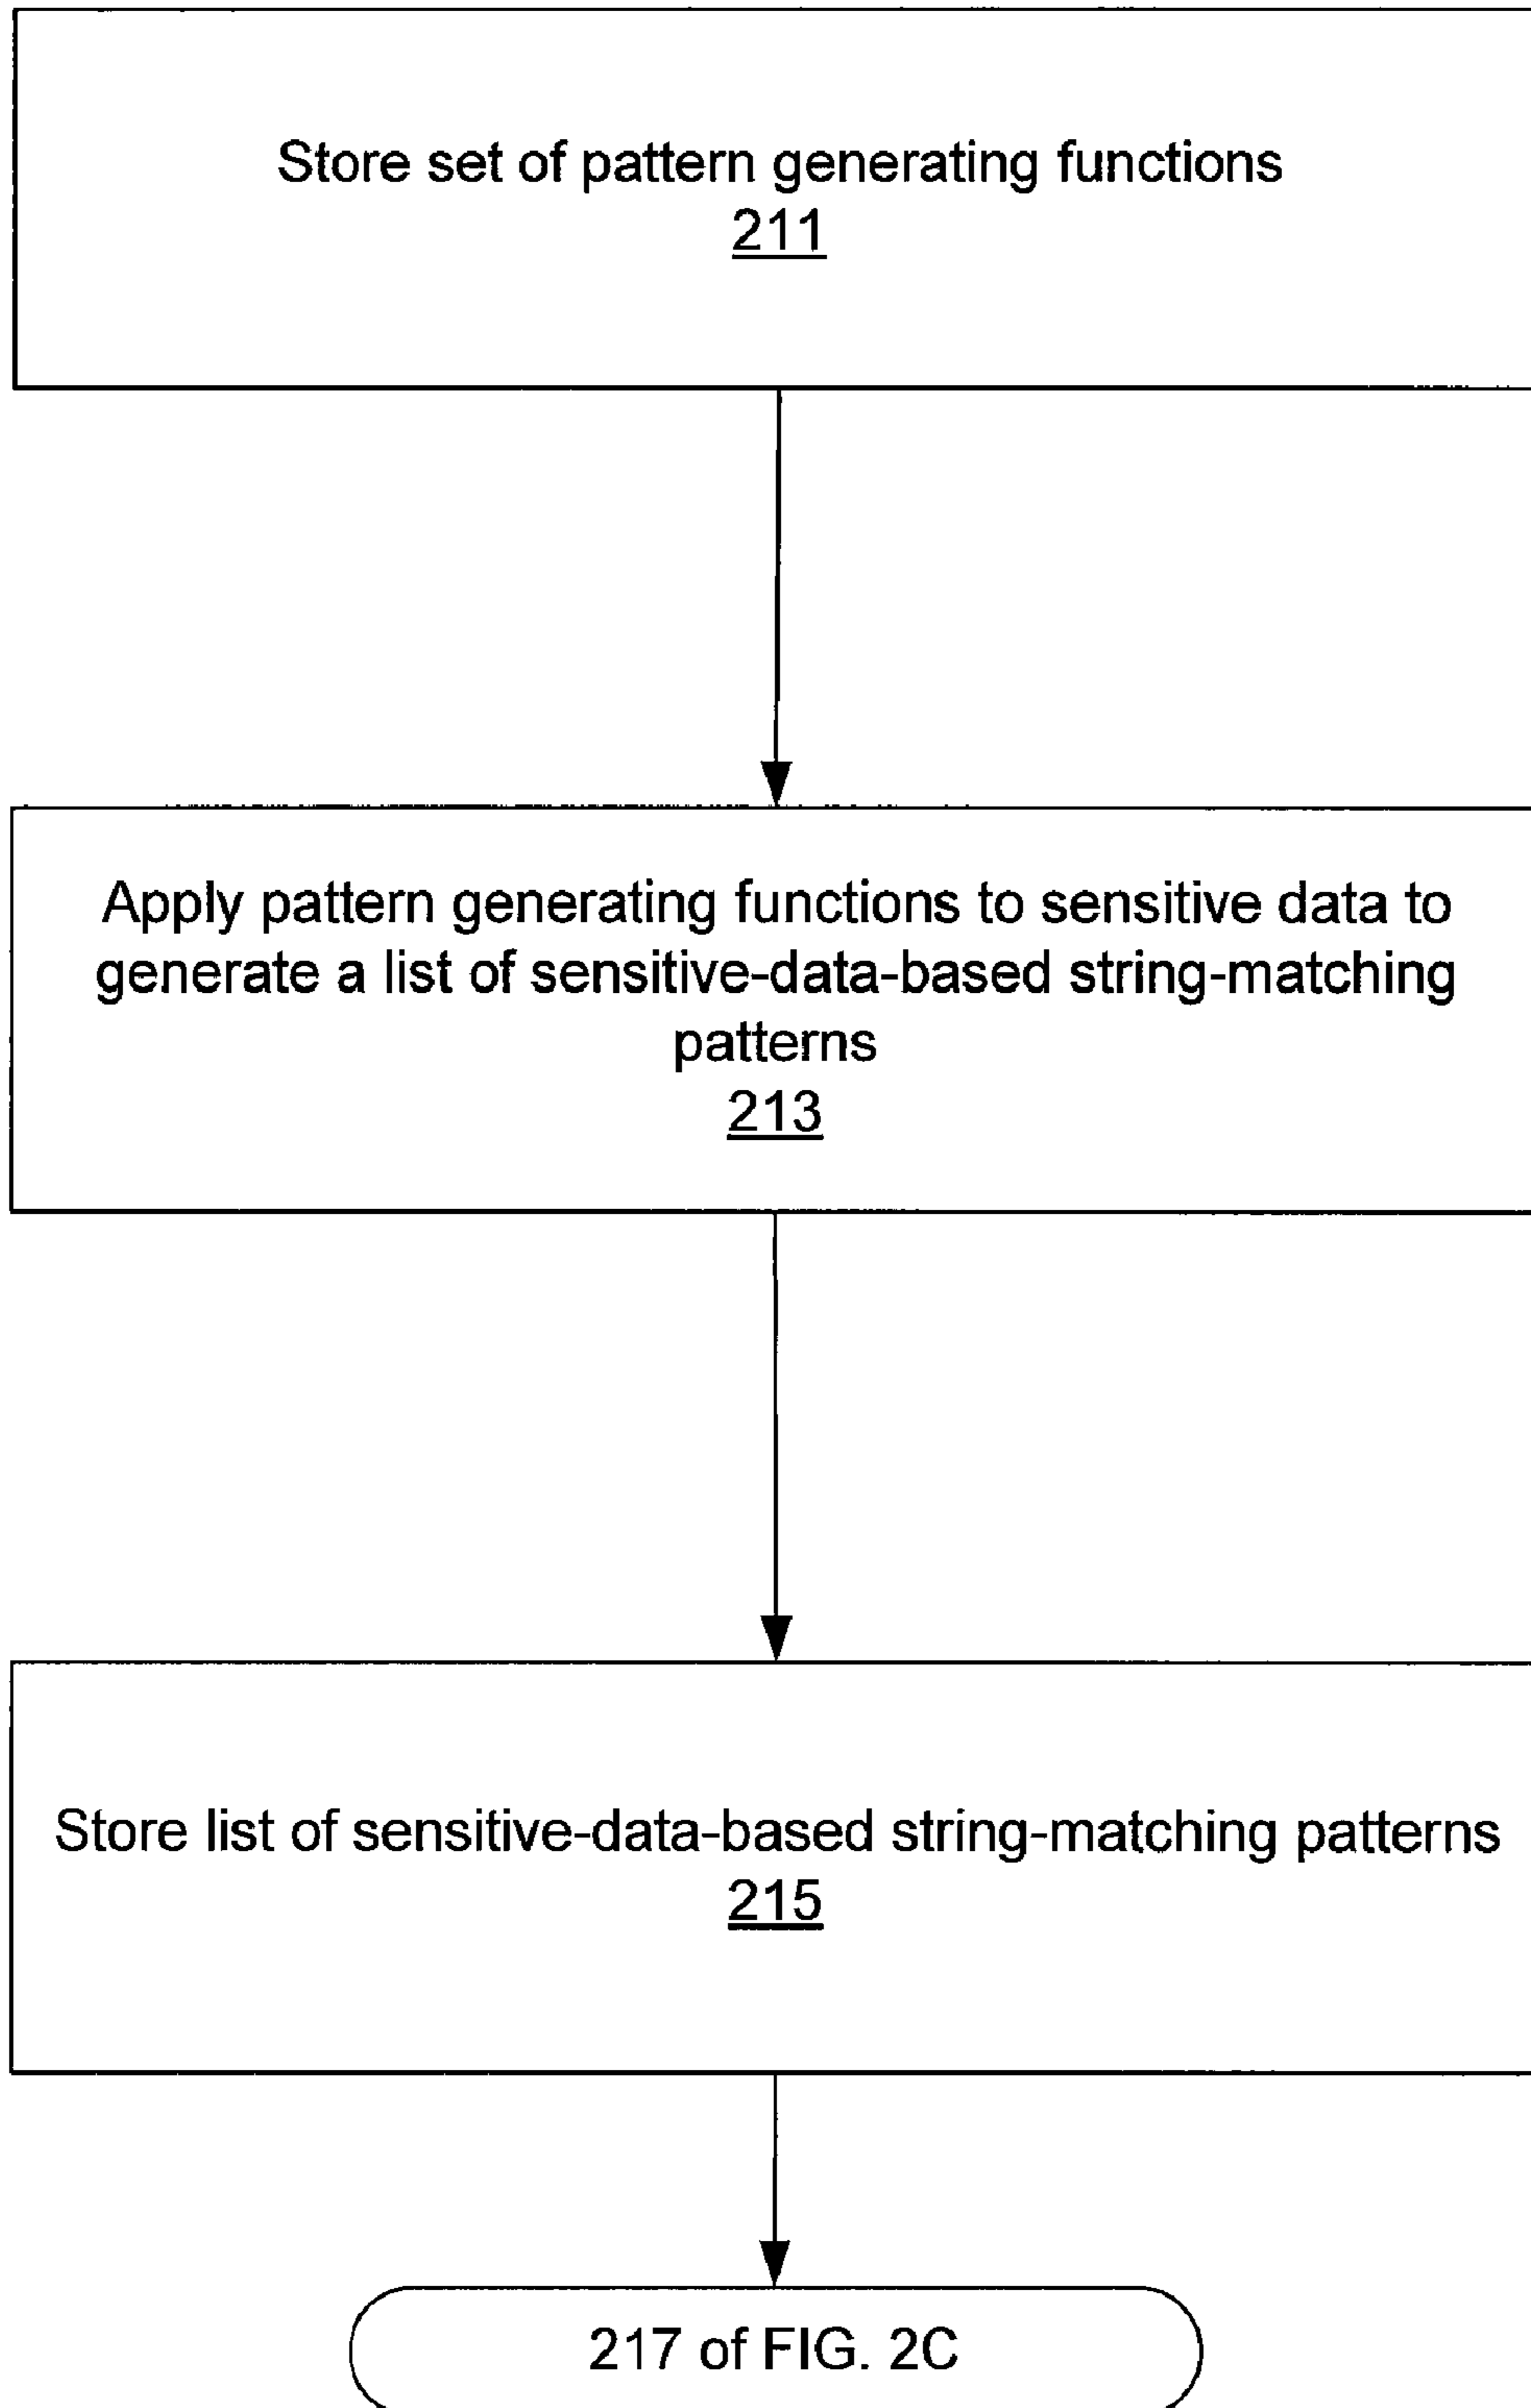 Store set of pattern generating functions
211
Apply pattern generating functions to sensitive data to
generate a list of sensitive-data-based string-matching
patterns
213
Store list of sensitive-data-based string-matching patterns
215
217 of FIG. 2C